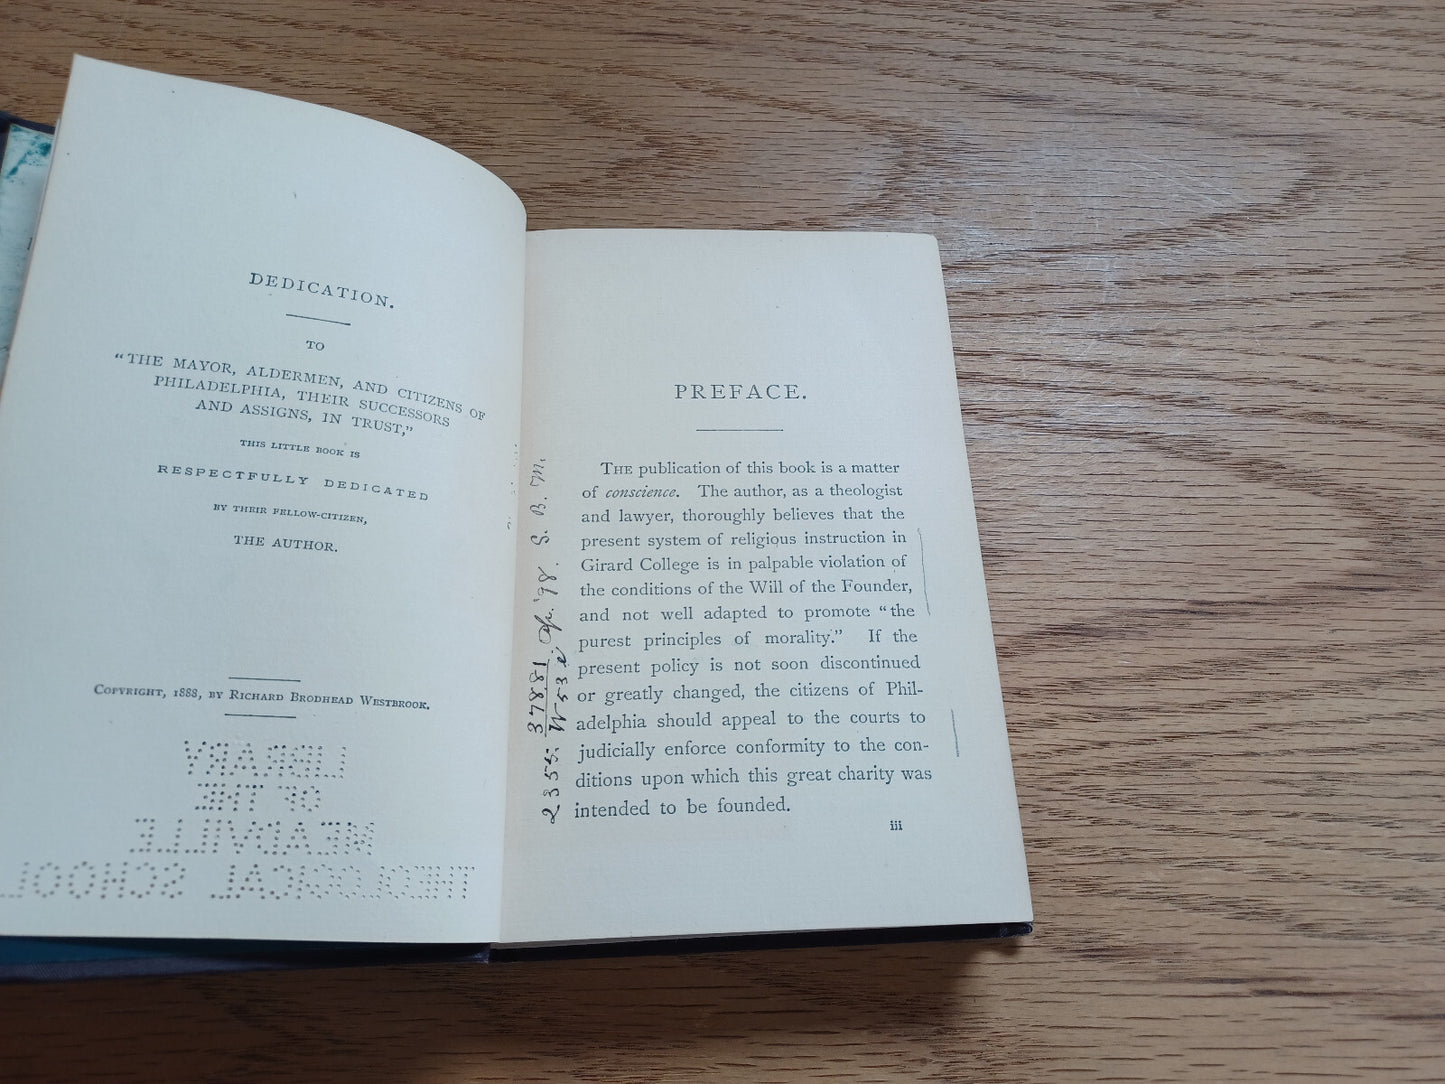 DEDICATION.
TO
“THE MAYOR, ALDERMEN, AND CITIZENS OF
PHILADELPHIA, THEIR SUCCESSORS
AND ASSIGNS, IN TRUST,”
THIS LITTLE BOOK IS
RESPECTFULLY DEDICATED
BY THEIR FELLOW-CITIZEN,
THE AUTHOR.
COPYRIGHT, 1888, BY RICHARD BRODHEAD WESTBROOK.
LIBRARY
OF THE
MEADVILLE
THEOLOGICAL SCHOOL
PREFACE.
THE publication of this book is a matter
of conscience. The author, as a theologist
and lawyer, thoroughly believes that the
present system of religious instruction in
Girard College is in palpable violation of
the conditions of the Will of the Founder,
and not well adapted to promote “the
purest principles of morality.” If the
present policy is not soon discontinued
or greatly changed, the citizens of Phil-
adelphia should appeal to the courts to
judicially enforce conformity to the con-
ditions upon which this great charity was
intended to be founded.
iii
37881
W53
Ap. '98. S. B. M.